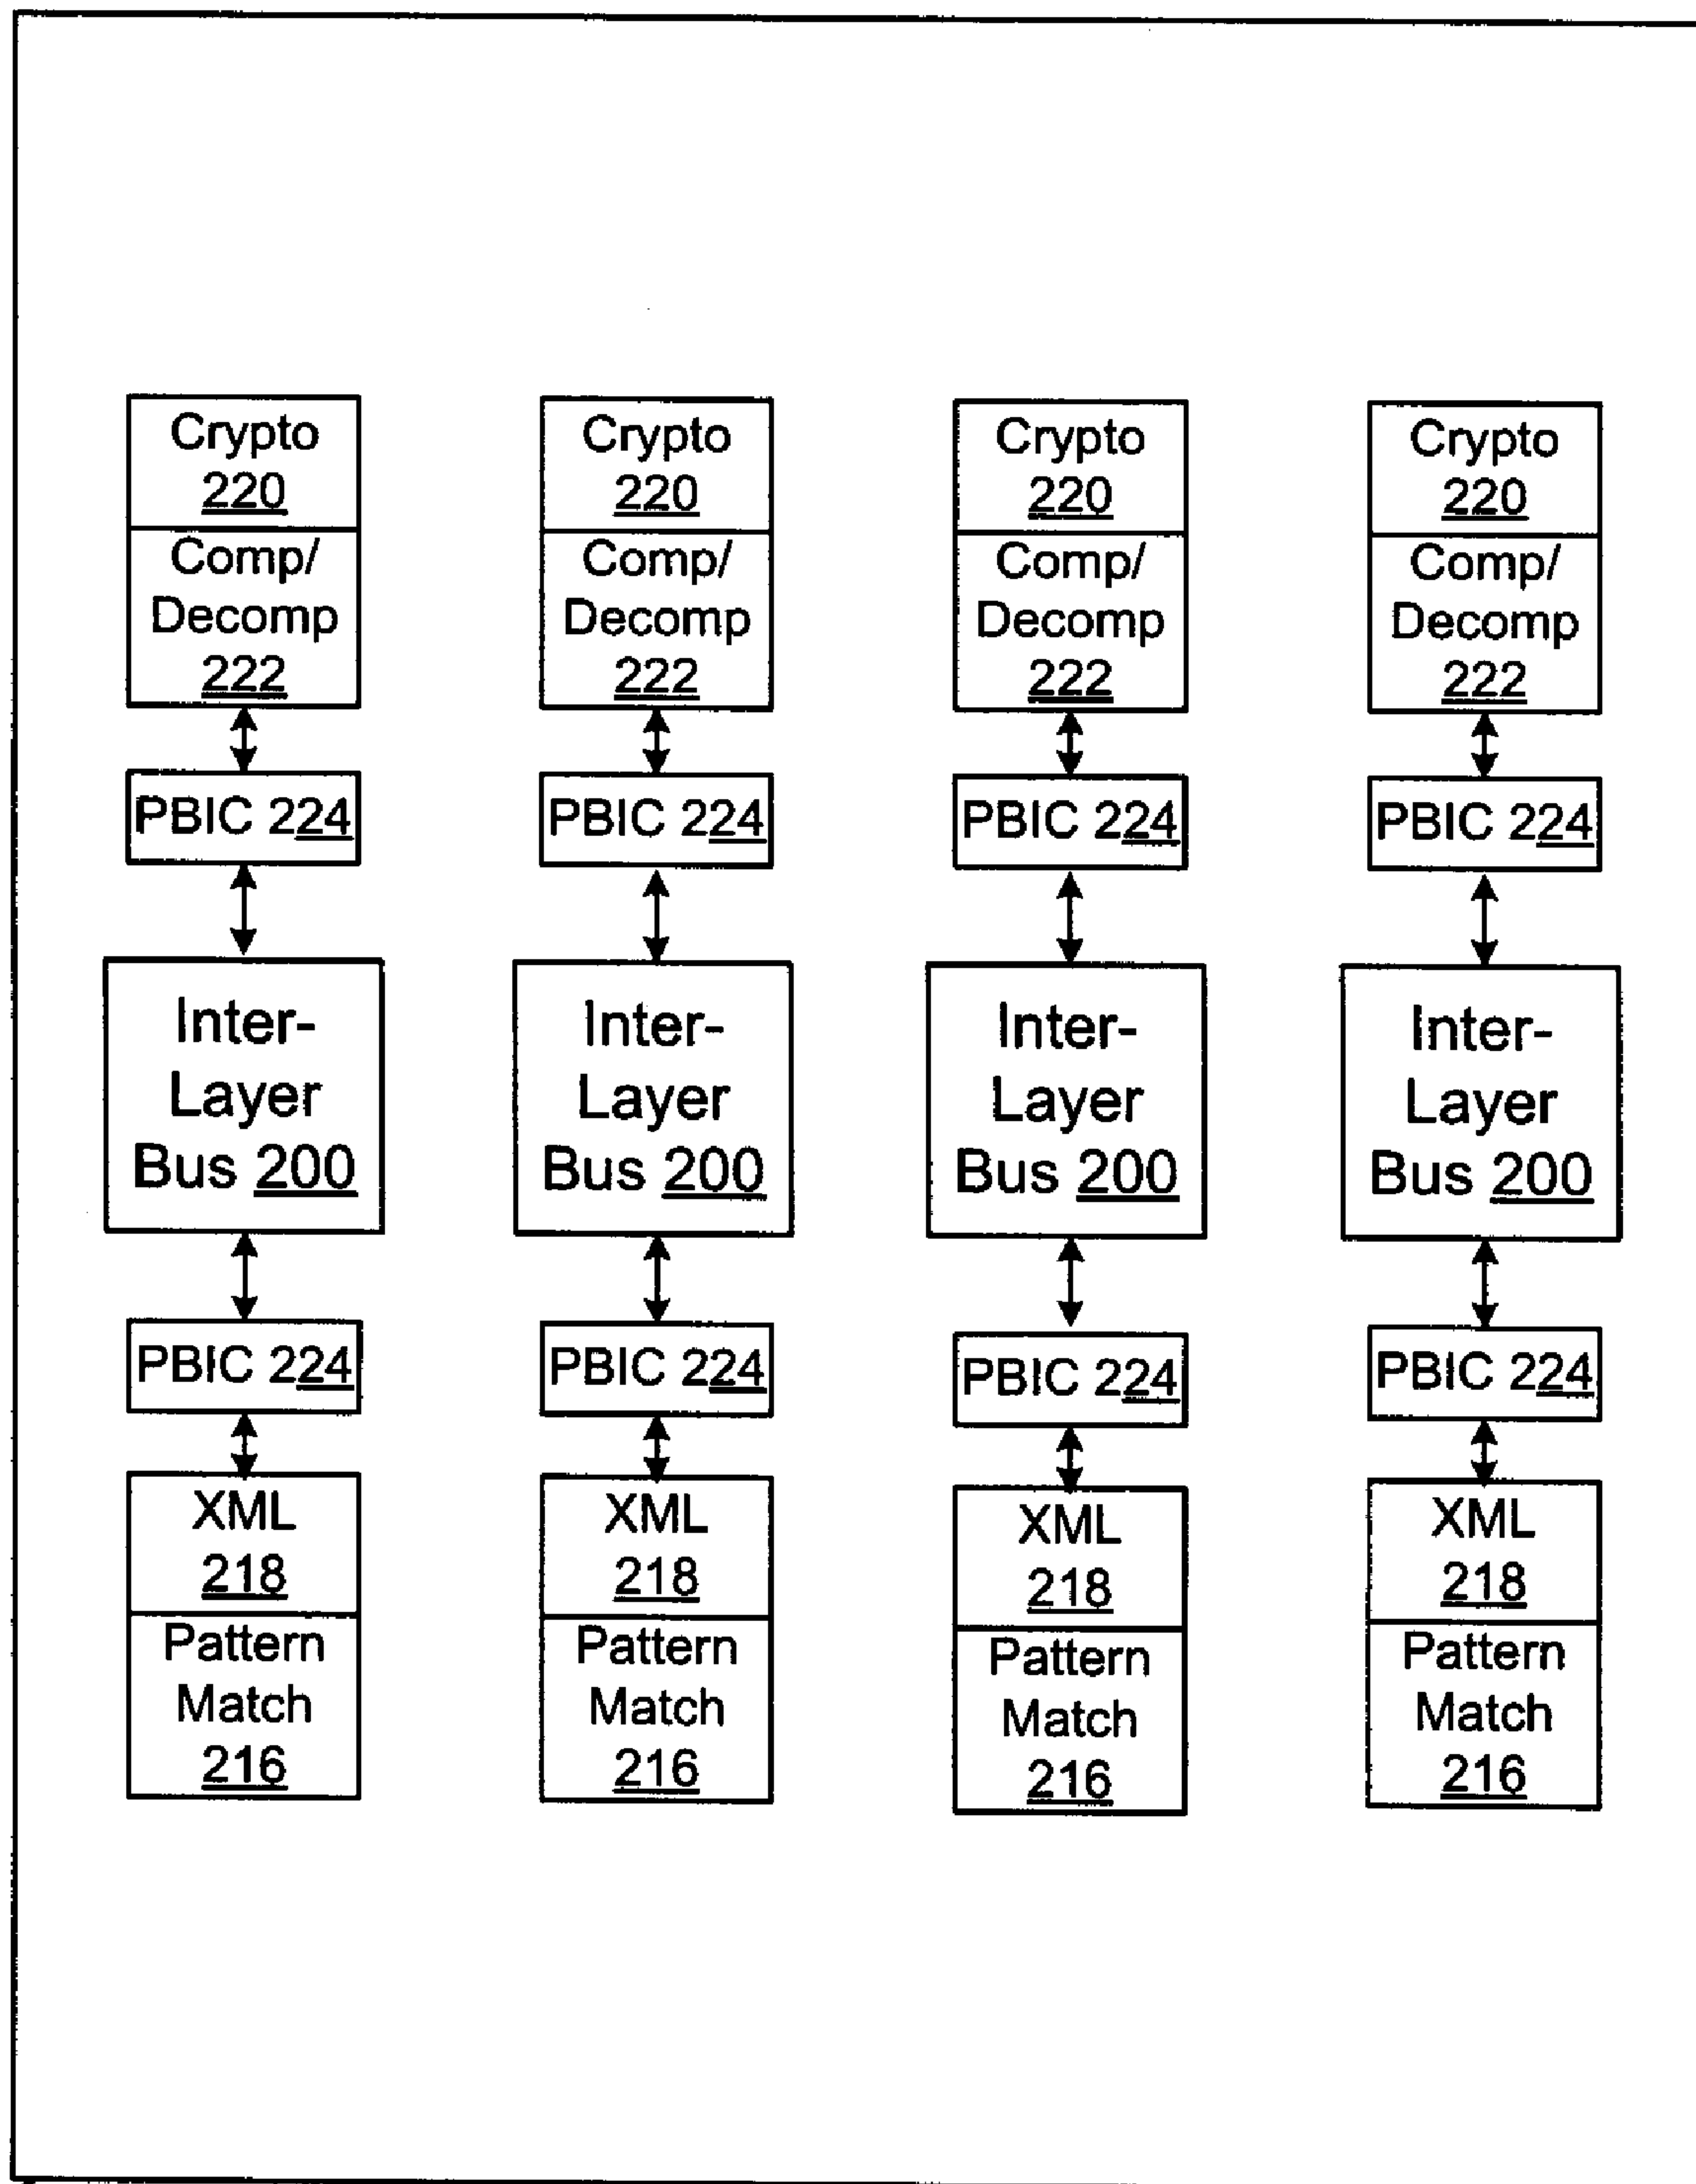 Crypto
220
Comp/
Decomp
222
PBIC 224
Inter-
Layer
Bus 200
PBIC 224
XML
218
Pattern
Match
216
Crypto
220
Comp/
Decomp
222
PBIC 224
Inter-
Layer
Bus 200
PBIC 224
XML
218
Pattern
Match
216
Crypto
220
Comp/
Decomp
222
PBIC 224
Inter-
Layer
Bus 200
PBIC 224
XML
218
Pattern
Match
216
Crypto
220
Comp/
Decomp
222
PBIC 224
Inter-
Layer
Bus 200
PBIC 224
XML
218
Pattern
Match
216